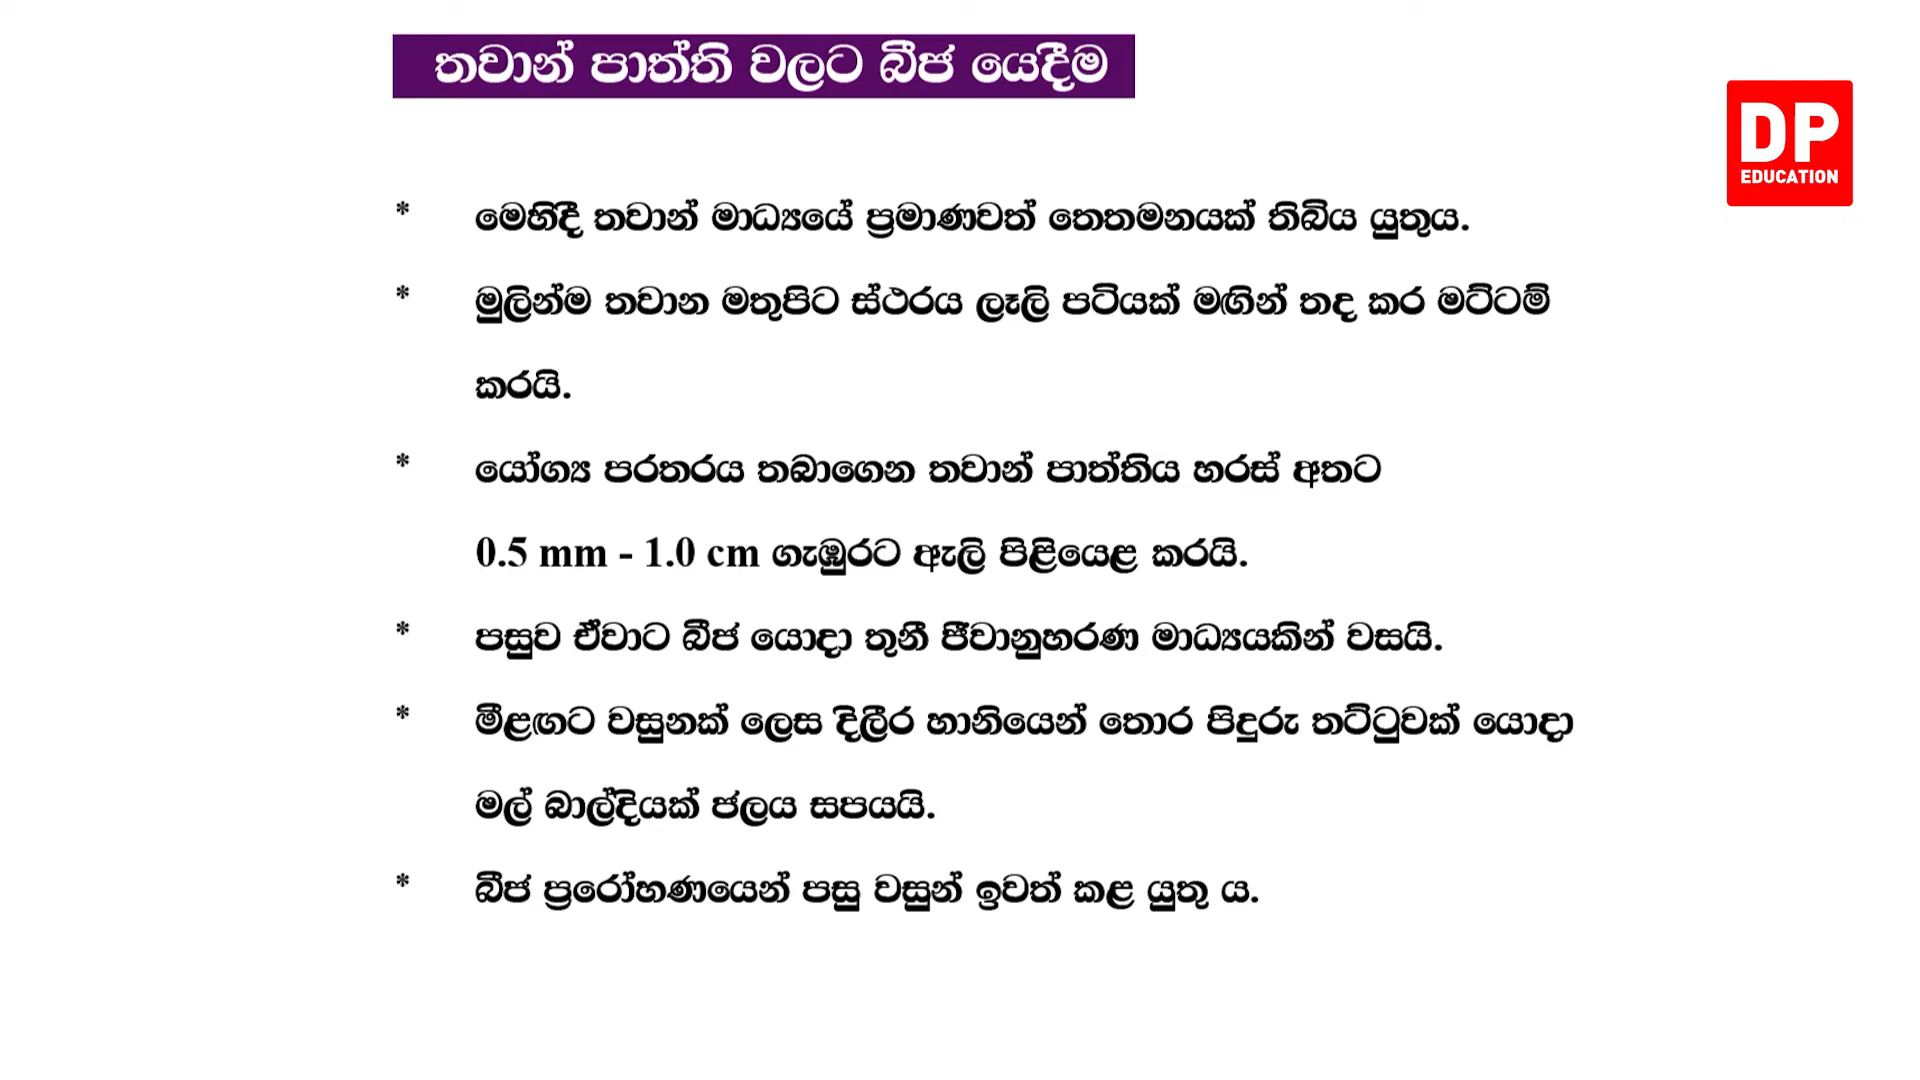 තවාන් පාත්ති වලට බීජ යෙදීම
DP
EDUCATION
* මෙහිදී තවාන් මාධ්‍යයේ ප්‍රමාණවත් තෙතමනයක් තිබිය යුතුය.
* මුලින්ම තවාන මතුපිට ස්ථරය ලෑලි පටියක් මඟින් තද කර මට්ටම්
කරයි.
* යෝග්‍ය පරතරය තබාගෙන තවාන් පාත්තිය හරස් අතට
0.5 mm - 1.0 cm ගැඹුරට ඇලි පිළියෙළ කරයි.
* පසුව ඒවාට බීජ යොදා තුනී ජීවානුහරණ මාධ්‍යයකින් වසයි.
* මීළඟට වසුනක් ලෙස දිලීර හානියෙන් තොර පිදුරු තට්ටුවක් යොදා
මල් බාල්දියක් ජලය සපයයි.
* බීජ ප්‍රරෝහණයෙන් පසු වසුන් ඉවත් කළ යුතු ය.